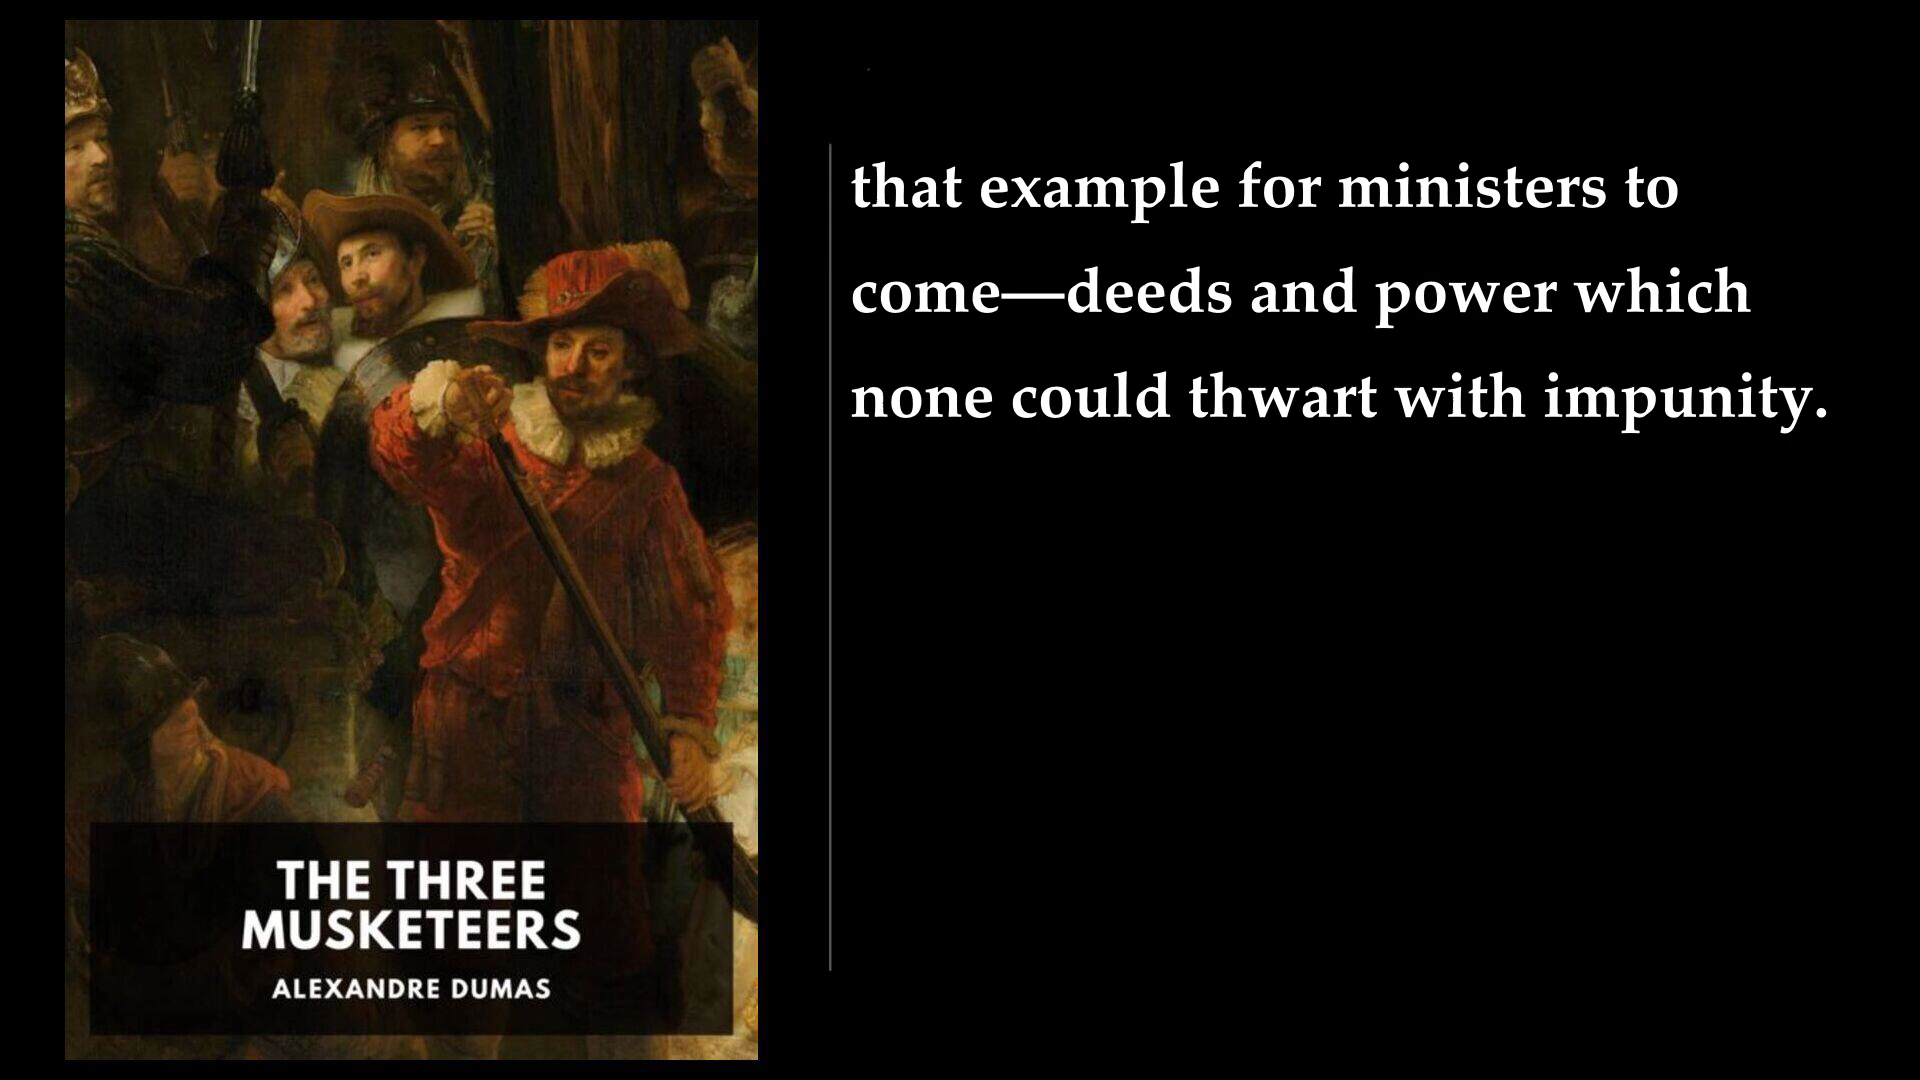 that example for ministers to
come—deeds and power which
none could thwart with impunity.
THE THREE
MUSKETEERS
ALEXANDRE DUMAS